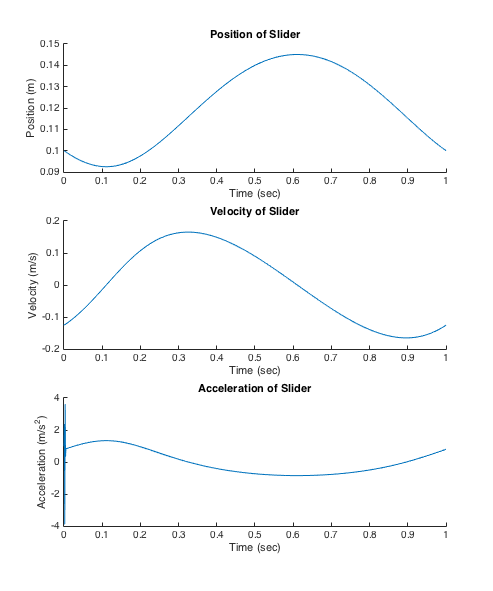 Position of Slider
0.15
0.14
0.13
0.12
0.11
0.1
0.09
Position (m)
0 0.1 0.2 0.3 0.4 0.5 0.6 0.7 0.8 0.9 1
Time (sec)
Velocity of Slider
0.2
0.1
0
-0.1
-0.2
Velocity (m/s)
0 0.1 0.2 0.3 0.4 0.5 0.6 0.7 0.8 0.9 1
Time (sec)
Acceleration of Slider
4
2
0
-2
-4
Acceleration (m/s²)
0 0.1 0.2 0.3 0.4 0.5 0.6 0.7 0.8 0.9 1
Time (sec)